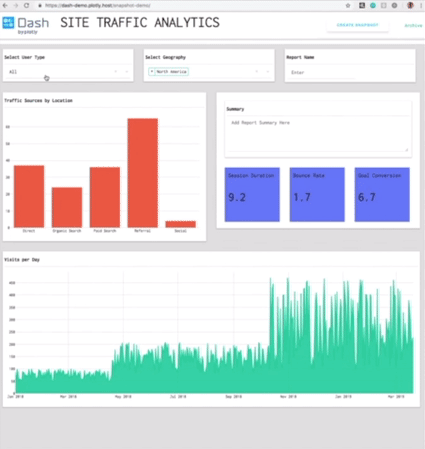 https://dash-demo.plotly.host/snapshot-demo/
Dash
by plotly
SITE TRAFFIC ANALYTICS
CREATE SNAPSHOT
Archive
Select User Type
All
Select Geography
× North America
Report Name
Enter
Traffic Sources by Location
60
50
40
30
20
10
0
Direct
Organic Search
Paid Search
Referral
Social
Summary
Add Report Summary Here
Session Duration
9.2
Bounce Rate
1.7
Goal Conversion
6.7
Visits per Day
450
400
350
300
250
200
150
100
50
0
Jan 2018
Mar 2018
May 2018
Jul 2018
Sep 2018
Nov 2018
Jan 2019
Mar 2019